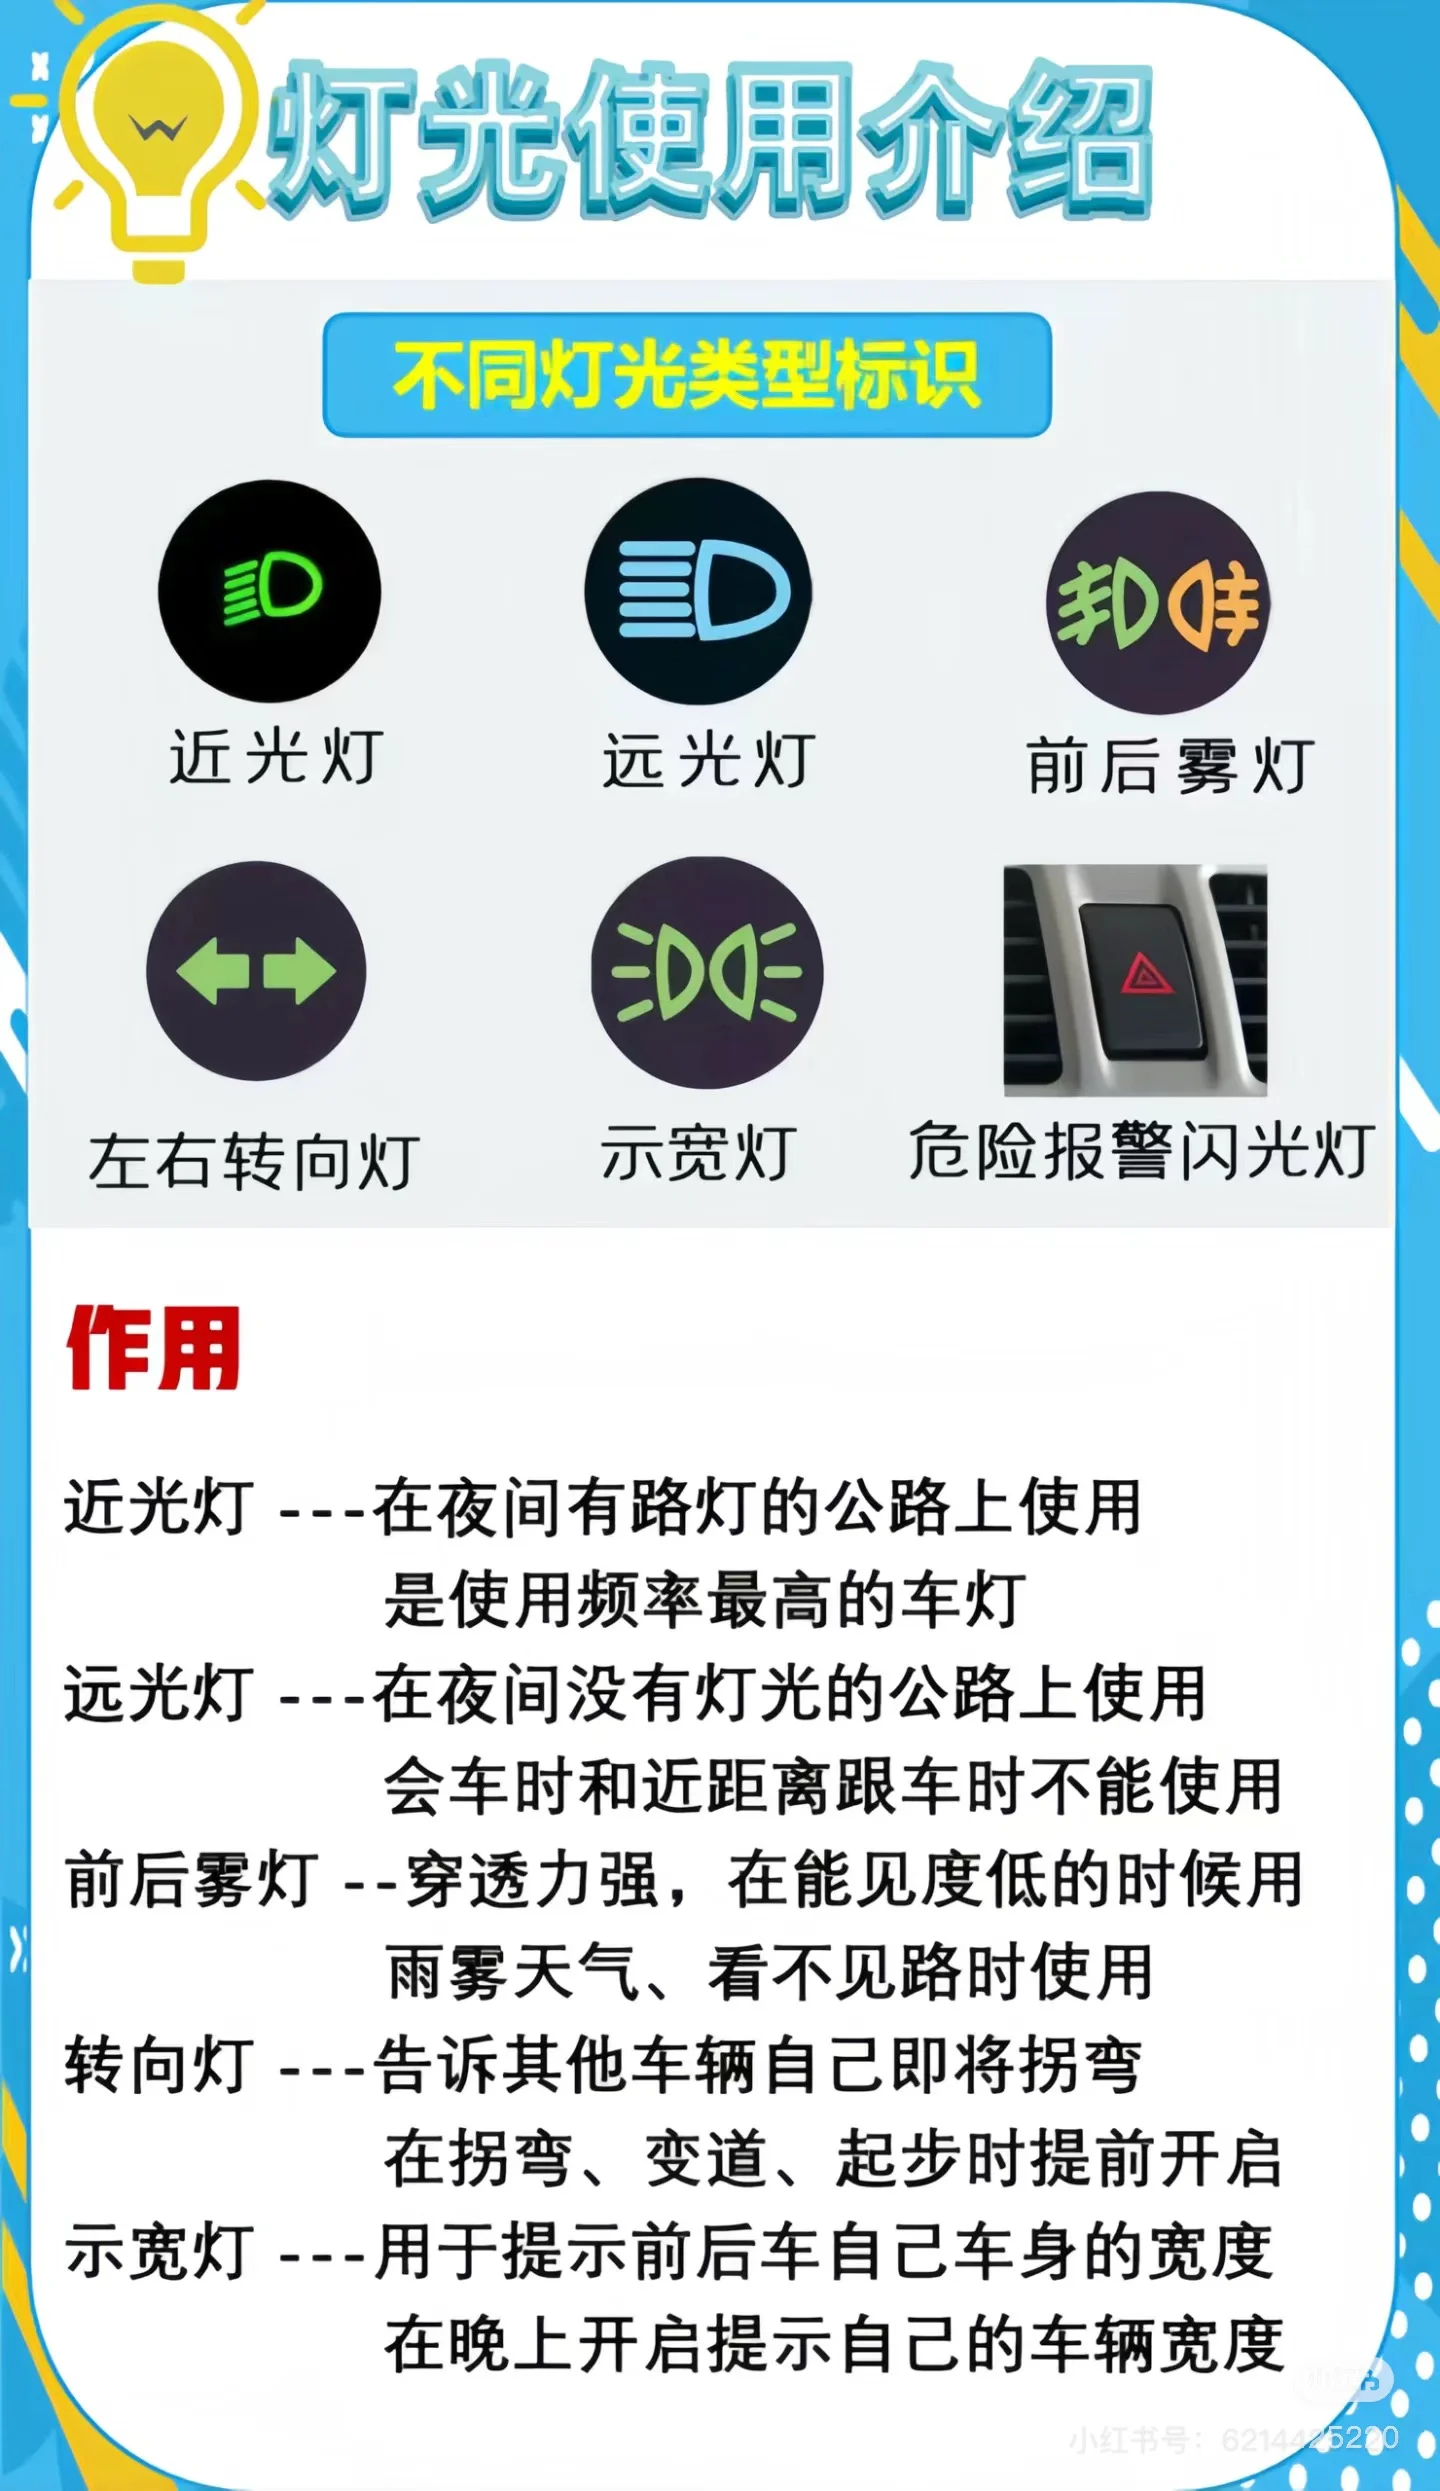 灯光使用介绍
不同灯光类型标识
近光灯 远光灯 前后雾灯
左右转向灯 示宽灯 危险报警闪光灯
作用
近光灯 ---在夜间有路灯的公路上使用
是使用频率最高的车灯
远光灯 ---在夜间没有灯光的公路上使用
会车时和近距离跟车时不能使用
前后雾灯 --穿透力强，在能见度低的时候用
雨雾天气、看不见路时使用
转向灯 ---告诉其他车辆自己即将拐弯
在拐弯、变道、起步时提前开启
示宽灯 ---用于提示前后车自己车身的宽度
在晚上开启提示自己的车辆宽度
小红书
小红书号：6214425220